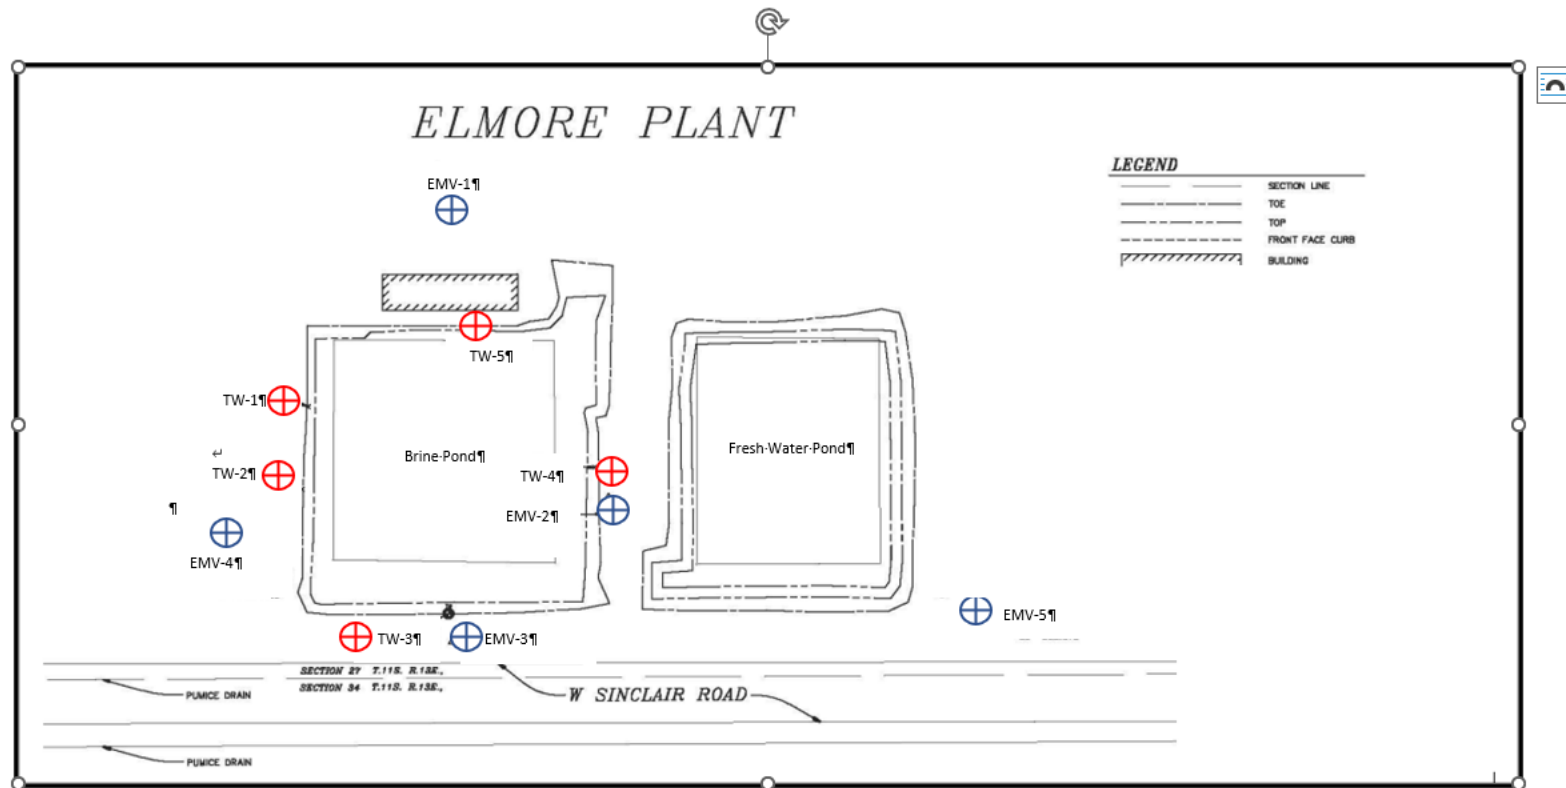 ELMORE PLANT
LEGEND
SECTION LINE
TOE
TOP
FRONT FACE CURB
BUILDING
EMV-1¶
TW-5¶
TW-1¶
Brine·Pond¶
Fresh·Water·Pond¶
↵
TW-2¶
TW-4¶
¶
EMV-2¶
EMV-4¶
EMV-5¶
TW-3¶
EMV-3¶
SECTION 27 T.11S. R.13E.,
SECTION 34 T.11S. R.13E.,
PUMICE DRAIN
W SINCLAIR ROAD
PUMICE DRAIN